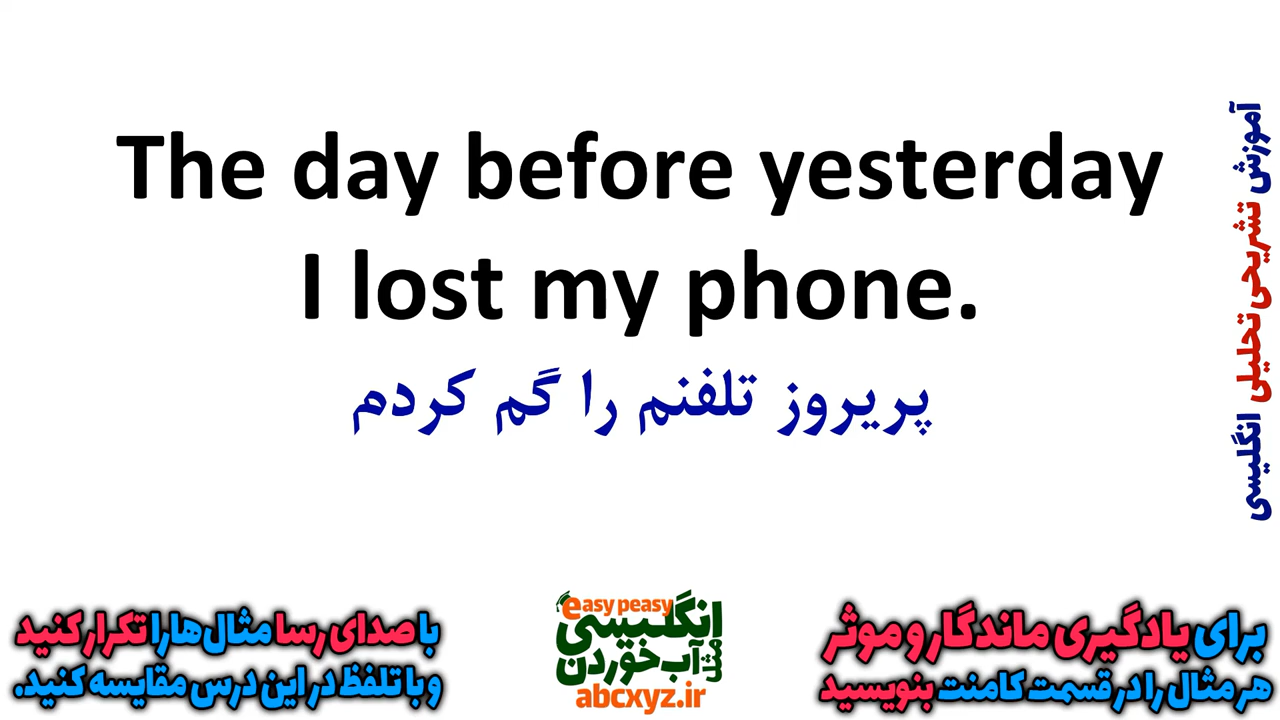 The day before yesterday
I lost my phone.
پریروز تلفنم را گم کردم
آموزش تشریحی تحلیلی انگلیسی
برای یادگیری ماندگار و موثر
هر مثال را در قسمت کامنت بنویسید
easy peasy
انگلیسی
مثل آب خوردن
abcxyz.ir
با صدای رسا مثال‌ها را تکرار کنید
و با تلفظ در این درس مقایسه کنید.